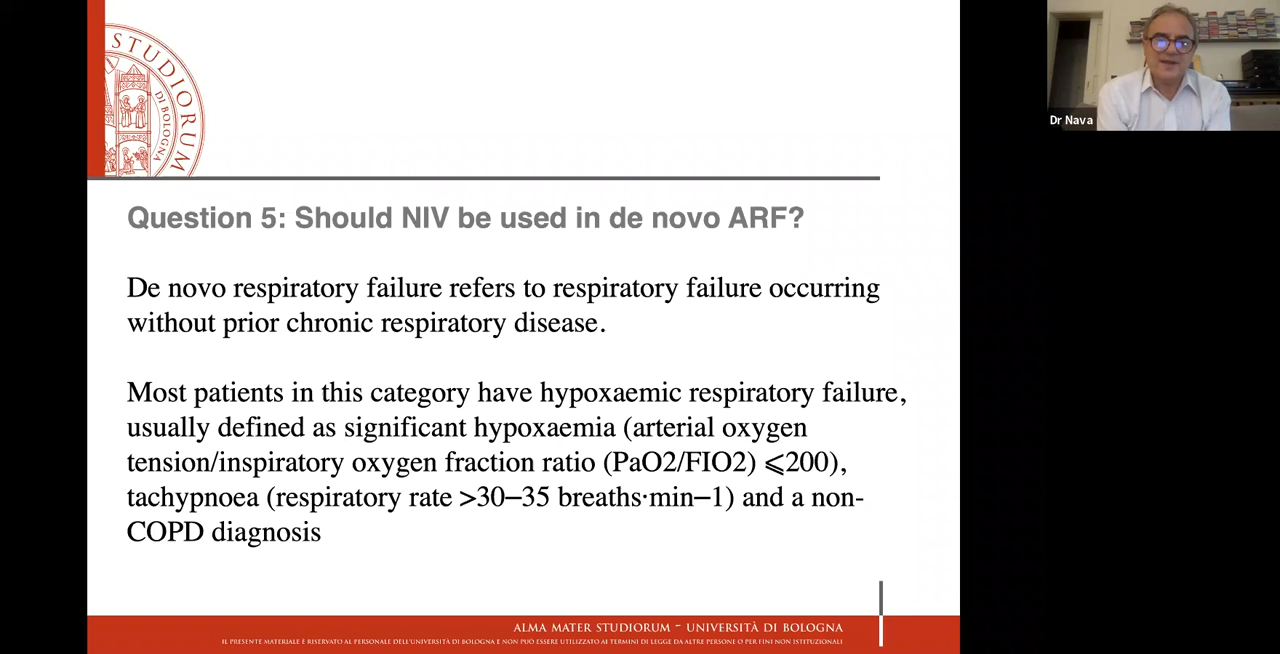 STUDIORUM
DI BOLOGNA
Dr Nava
Question 5: Should NIV be used in de novo ARF?
De novo respiratory failure refers to respiratory failure occurring
without prior chronic respiratory disease.
Most patients in this category have hypoxaemic respiratory failure,
usually defined as significant hypoxaemia (arterial oxygen
tension/inspiratory oxygen fraction ratio (PaO2/FIO2) ⩽200),
tachypnoea (respiratory rate >30–35 breaths·min–1) and a non-
COPD diagnosis
ALMA MATER STUDIORUM – UNIVERSITÀ DI BOLOGNA
IL PRESENTE MATERIALE È RISERVATO AL PERSONALE DELL'UNIVERSITÀ DI BOLOGNA E NON PUÒ ESSERE UTILIZZATO AI TERMINI DI LEGGE DA ALTRE PERSONE O PER FINI NON ISTITUZIONALI